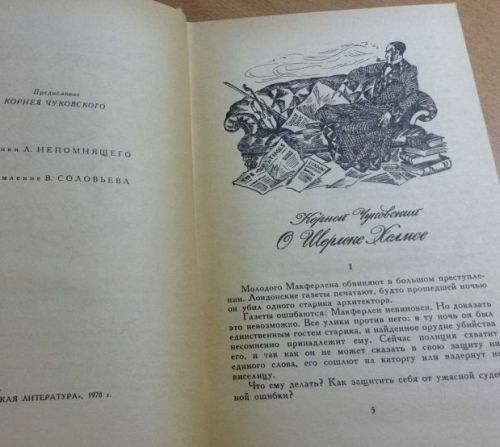 Предисловие
КОРНЕЯ ЧУКОВСКОГО
Л. НЕПОМНЯЩЕГО
В. СОЛОВЬЕВА
ЛИТЕРАТУРА», 1978 г.
THE TIMES
Корней Чуковский
О Шерлоке Холмсе
1
Молодого Макферлена обвиняют в большом преступле-
нии. Лондонские газеты печатают, будто прошедшей ночью
он убил одного старика архитектора.
Газеты ошибаются: Макферлен невиновен. Но доказать
это невозможно. Все улики против него: в ту ночь он был
единственным гостем старика, и найденное орудие убийства
несомненно принадлежит ему. Сейчас полиция схватит
его, и так как он не может сказать в свою защиту ни
единого слова, его сошлют на каторгу или вздернут на
виселицу.
Что ему делать? Как защитить себя от ужасной судеб-
ной ошибки?
5